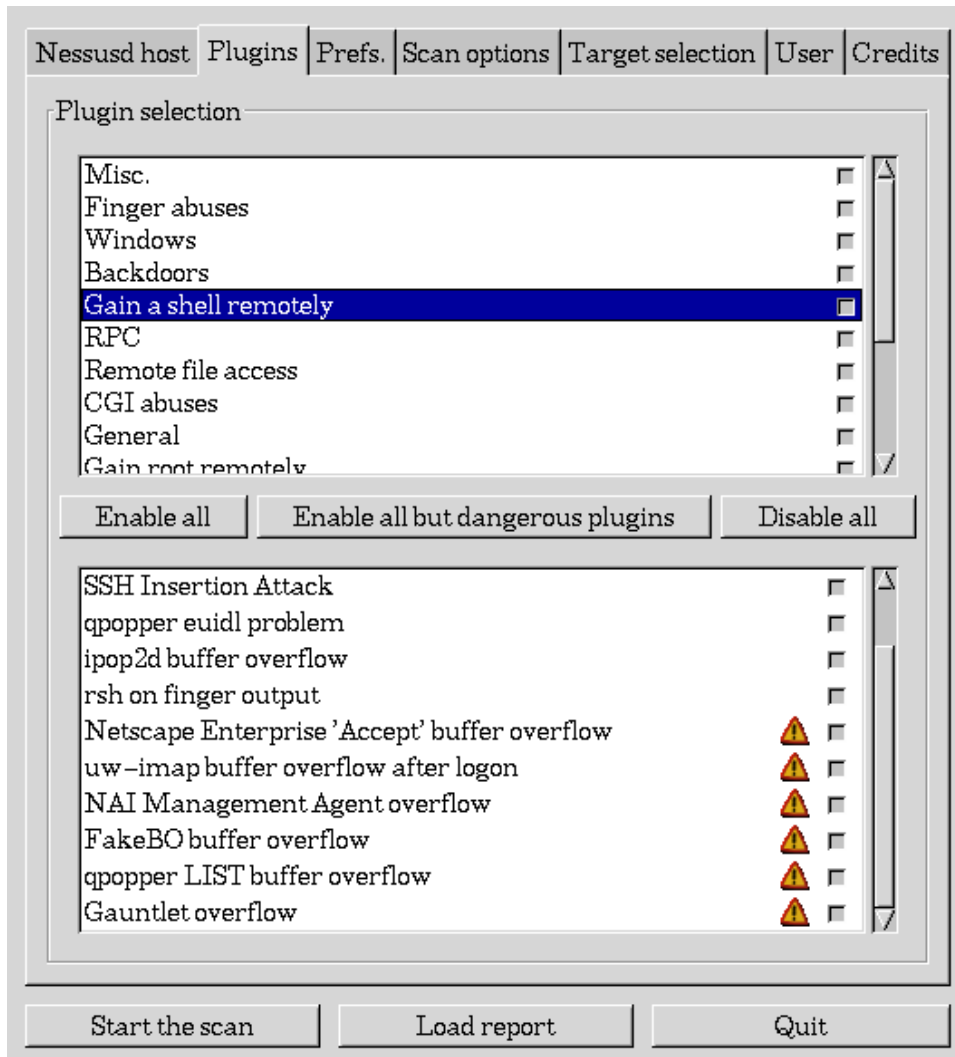 Nessusd host Plugins Prefs. Scan options Target selection User Credits
Plugin selection
Misc.
Finger abuses
Windows
Backdoors
Gain a shell remotely
RPC
Remote file access
CGI abuses
General
Gain root remotely
Enable all Enable all but dangerous plugins Disable all
SSH Insertion Attack
qpopper euidl problem
ipop2d buffer overflow
rsh on finger output
Netscape Enterprise 'Accept' buffer overflow
uw-imap buffer overflow after logon
NAI Management Agent overflow
FakeBO buffer overflow
qpopper LIST buffer overflow
Gauntlet overflow
Start the scan Load report Quit